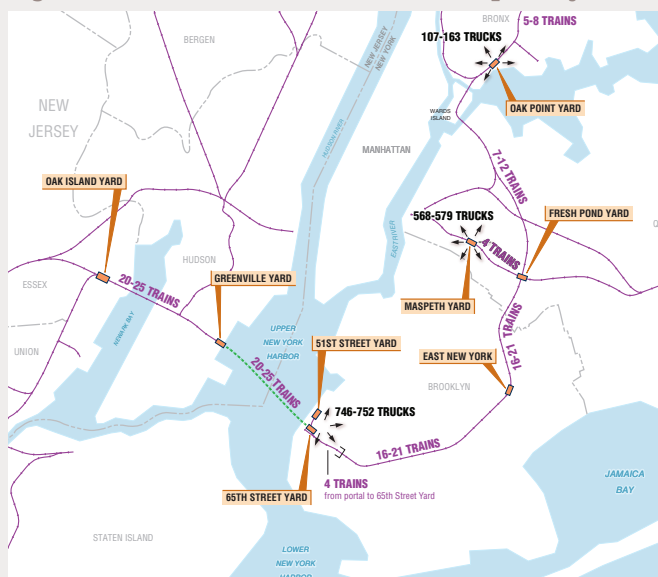 BRONX
5-8 TRAINS
107-163 TRUCKS
BERGEN
NEW JERSEY
NEW YORK
NEW
JERSEY
OAK POINT YARD
WARDS
ISLAND
HUDSON RIVER
MANHATTAN
7-12 TRAINS
OAK ISLAND YARD
568-579 TRUCKS
FRESH POND YARD
EAST RIVER
4 TRAINS
HUDSON
20-25 TRAINS
GREENVILLE YARD
ESSEX
MASPETH YARD
NEWARK BAY
UPPER
NEW YORK
HARBOR
51ST STREET YARD
16-21 TRAINS
UNION
EAST NEW YORK
20-25 TRAINS
BROOKLYN
746-752 TRUCKS
16-21 TRAINS
JAMAICA
BAY
4 TRAINS
from portal to 65th Street Yard
65TH STREET YARD
STATEN ISLAND
LOWER
NEW YORK
HARBOR